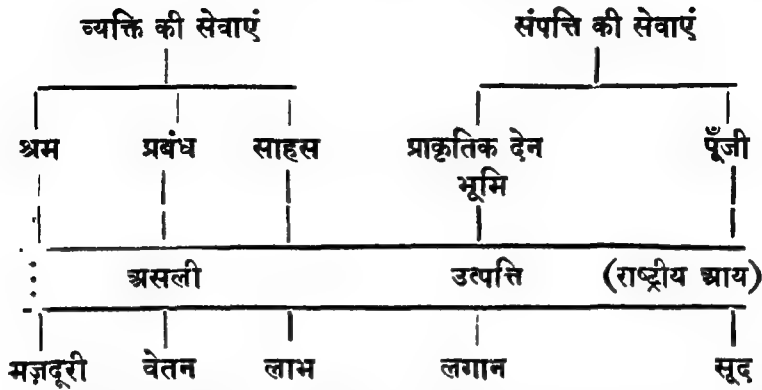 व्यक्ति की सेवाएं संपत्ति की सेवाएं
श्रम प्रबंध साहस प्राकृतिक देन पूँजी
भूमि
असली उत्पत्ति (राष्ट्रीय आय)
मज़दूरी वेतन लाभ लगान सूद